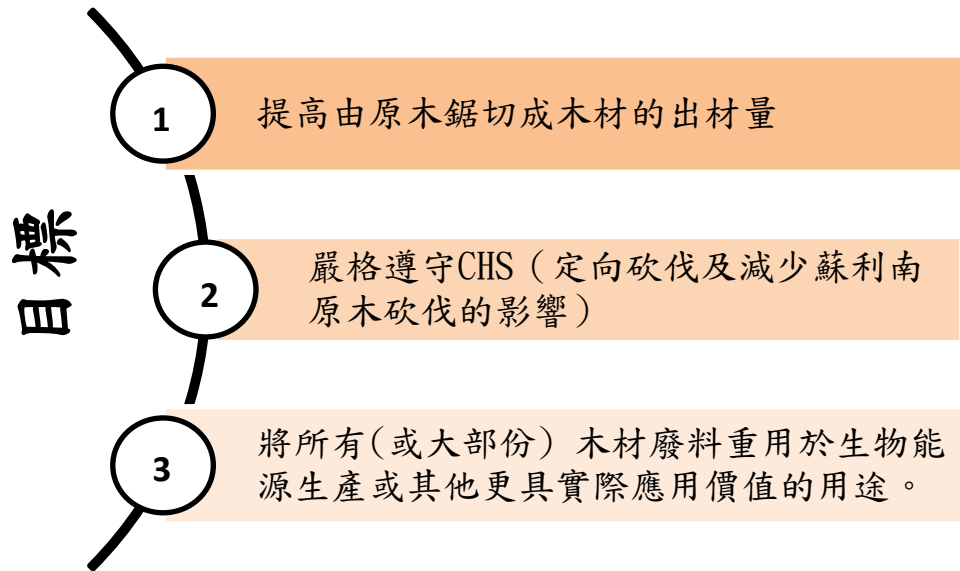 目標
1
提高由原木鋸切成木材的出材量
2
嚴格遵守CHS（定向砍伐及減少蘇利南
原木砍伐的影響）
3
將所有(或大部份) 木材廢料重用於生物能
源生產或其他更具實際應用價值的用途。